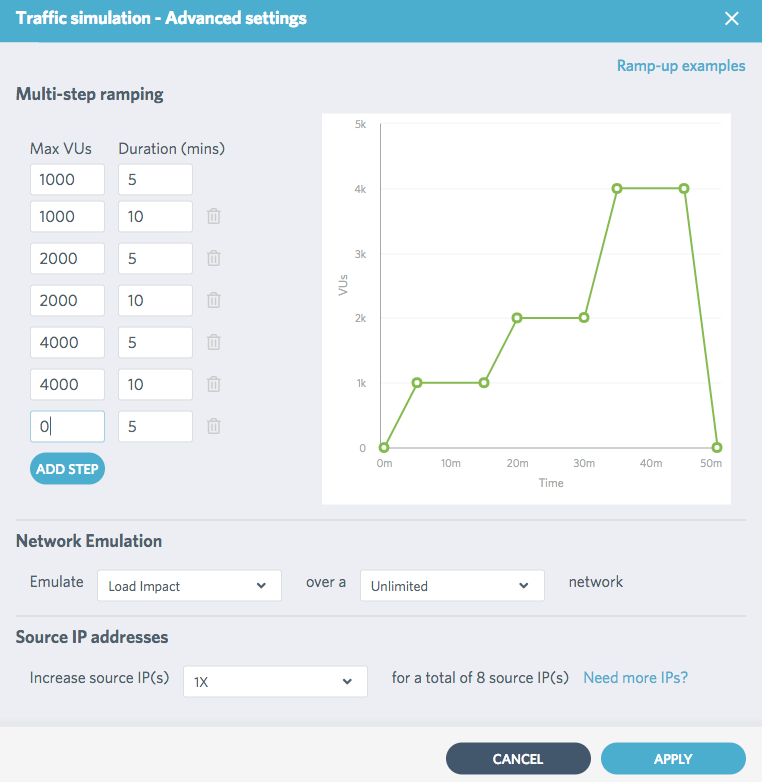 Traffic simulation - Advanced settings
Ramp-up examples
Multi-step ramping
Max VUs Duration (mins)
1000 5
1000 10
2000 5
2000 10
4000 5
4000 10
0 5
ADD STEP
5k
4k
3k
2k
1k
0
VUs
0m 10m 20m 30m 40m 50m
Time
Network Emulation
Emulate Load Impact over a Unlimited network
Source IP addresses
Increase source IP(s) 1X for a total of 8 source IP(s) Need more IPs?
CANCEL APPLY